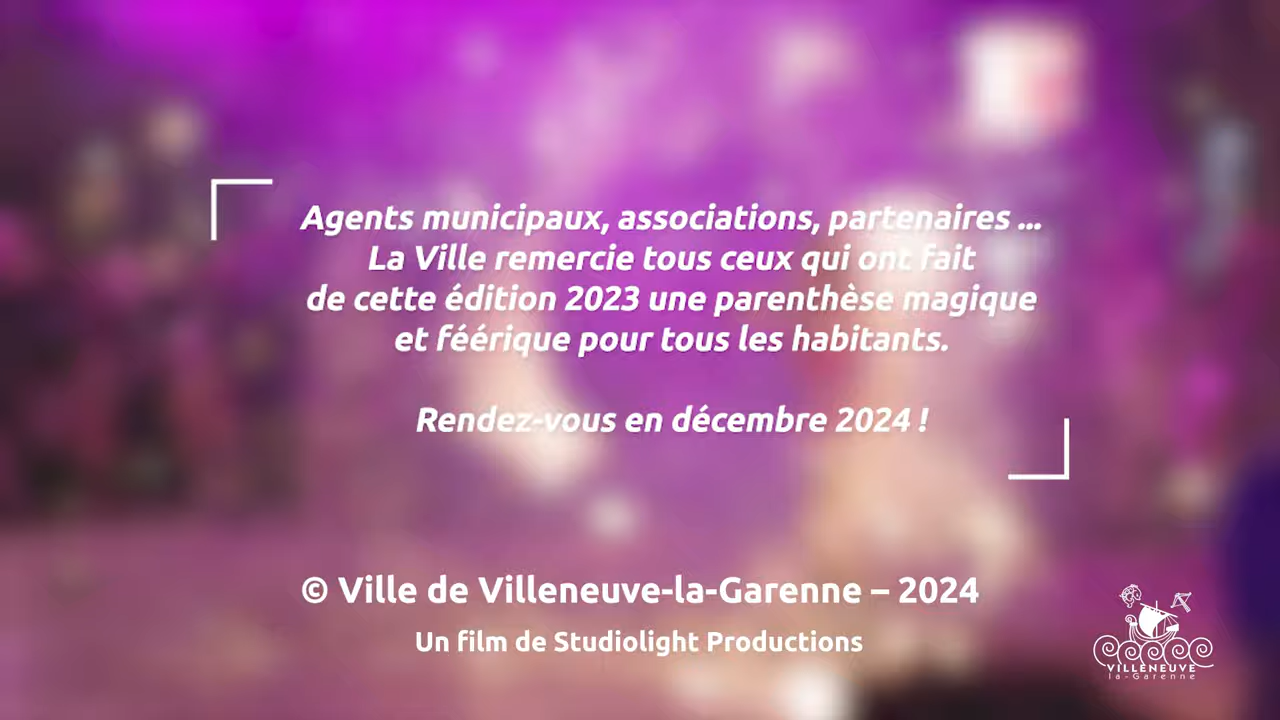 Agents municipaux, associations, partenaires ...
La Ville remercie tous ceux qui ont fait
de cette édition 2023 une parenthèse magique
et féérique pour tous les habitants.
Rendez-vous en décembre 2024 !
© Ville de Villeneuve-la-Garenne – 2024
Un film de Studiolight Productions
VILLENEUVE
la-Garenne